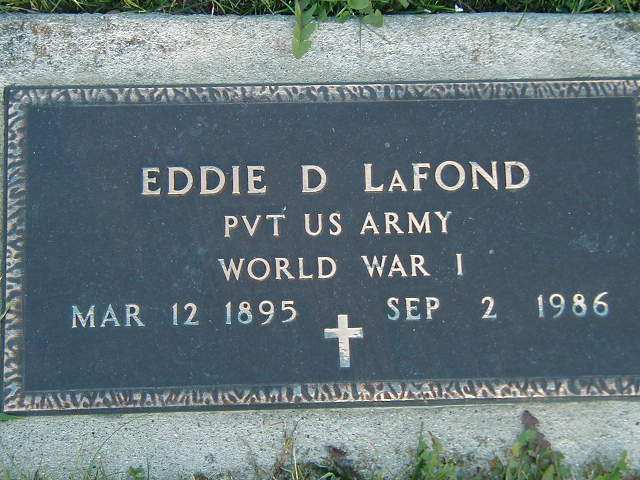 EDDIE D LAFOND
PVT US ARMY
WORLD WAR I
MAR 12 1895 SEP 2 1986